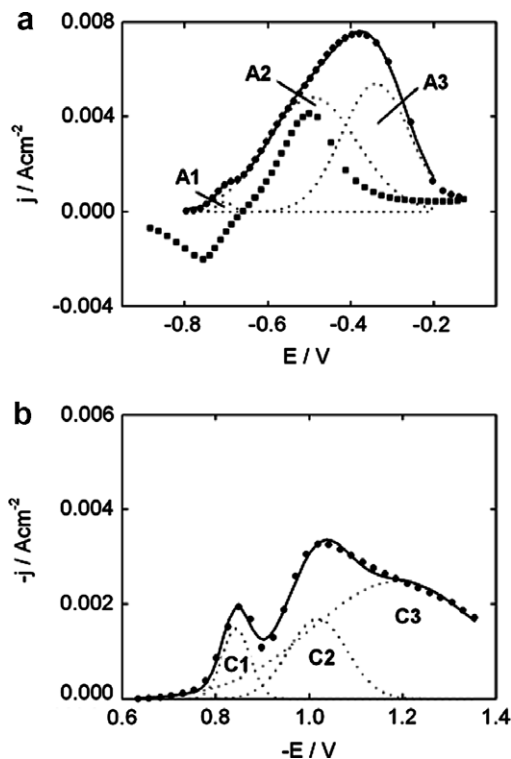 a
0.008
0.004
0.000
-0.004
j / Acm-2
A1
A2
A3
-0.8
-0.6
-0.4
-0.2
E / V
b
0.006
0.004
0.002
0.000
-j / Acm-2
C1
C2
C3
0.6
0.8
1.0
1.2
1.4
-E / V